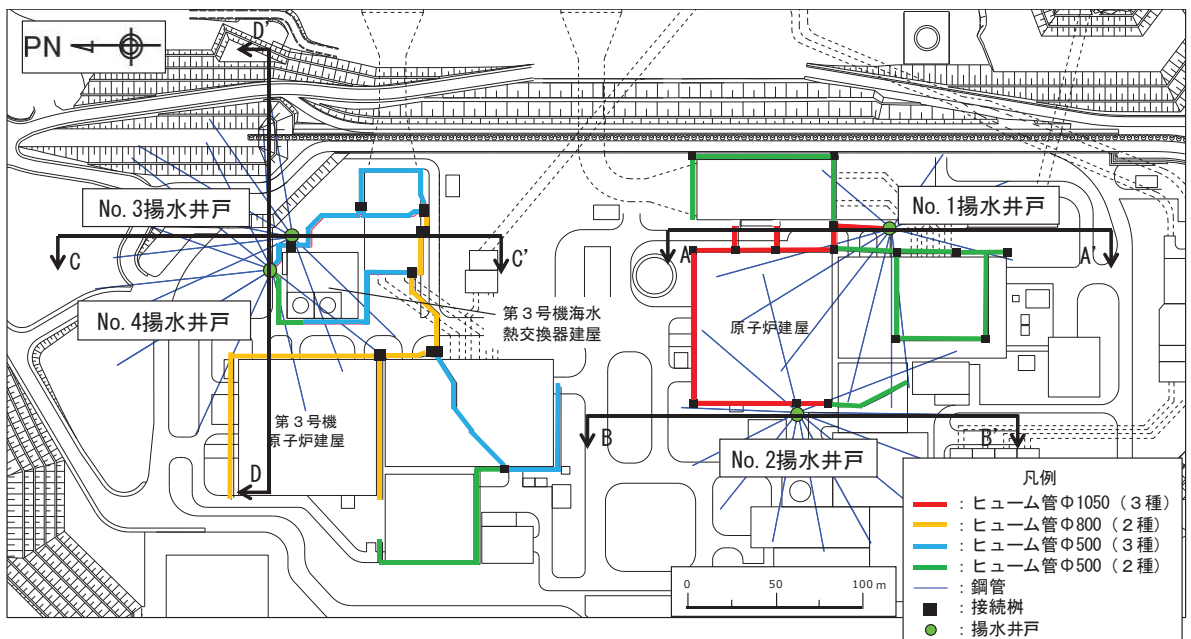 PN
D'
No. 3揚水井戸
No. 1揚水井戸
C
C'
A
A'
No. 4揚水井戸
第３号機海水
熱交換器建屋
原子炉建屋
第３号機
原子炉建屋
B
B'
D
No. 2揚水井戸
凡例
：ヒューム管Φ1050（３種）
：ヒューム管Φ800（２種）
：ヒューム管Φ500（３種）
：ヒューム管Φ500（２種）
：鋼管
：接続桝
：揚水井戸
0 50 100 m